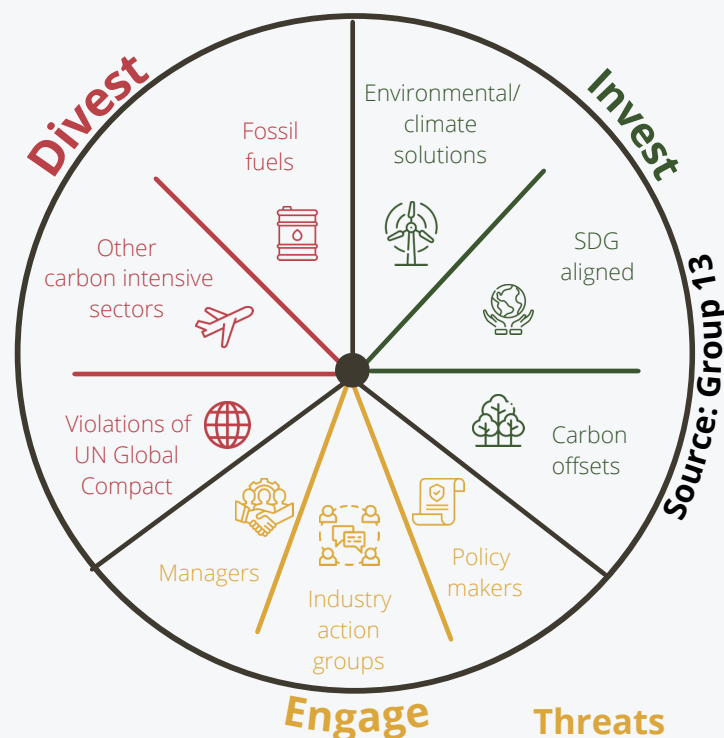 Divest
Fossil
fuels
Other
carbon intensive
sectors
Violations of
UN Global
Compact
Invest
Environmental/
climate
solutions
SDG
aligned
Carbon
offsets
Source: Group 13
Managers
Industry
action
groups
Policy
makers
Engage
Threats